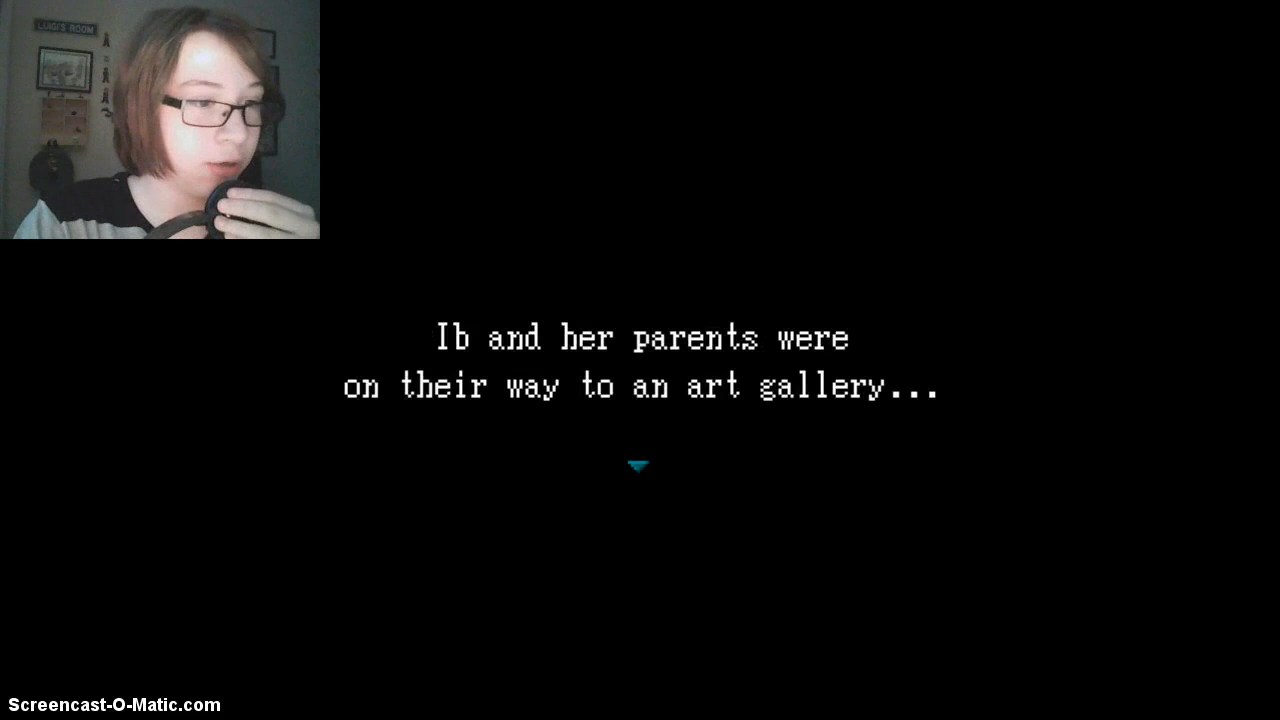 LUIGI'S ROOM
Ib and her parents were
on their way to an art gallery...
Screencast-O-Matic.com